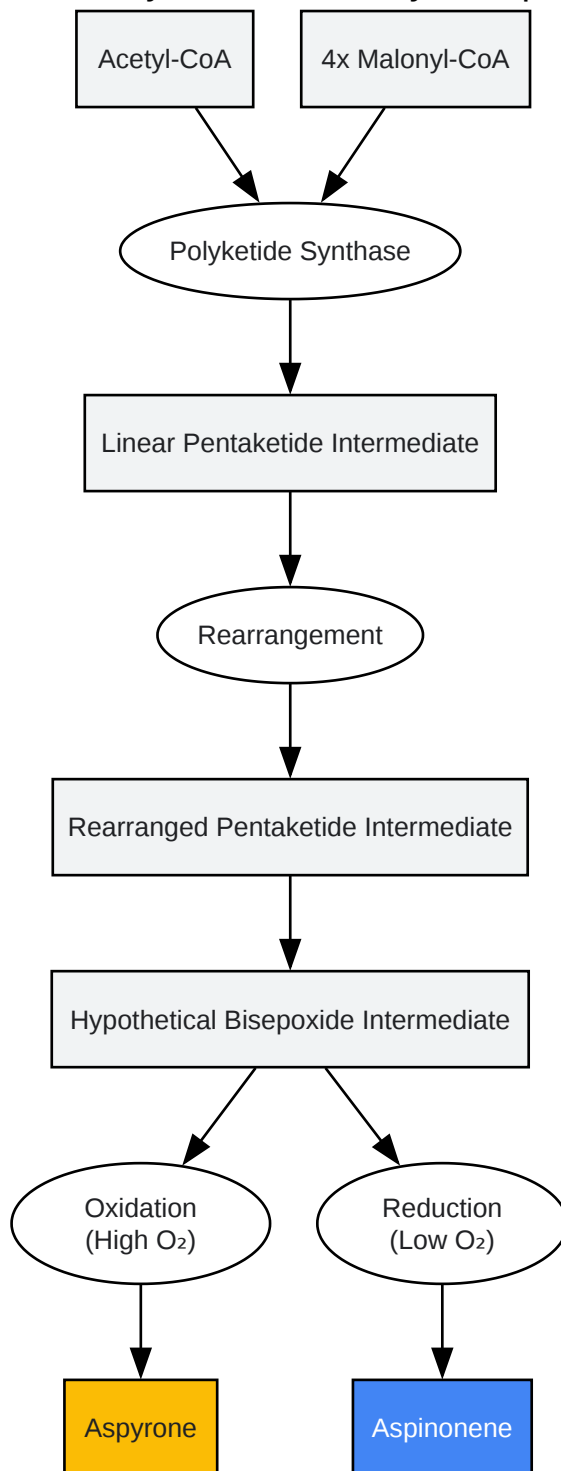 Acetyl-CoA
4x Malonyl-CoA
Polyketide Synthase
Linear Pentaketide Intermediate
Rearrangement
Rearranged Pentaketide Intermediate
Hypothetical Bisepoxide Intermediate
Oxidation
(High O₂)
Reduction
(Low O₂)
Aspyrone
Aspinonene